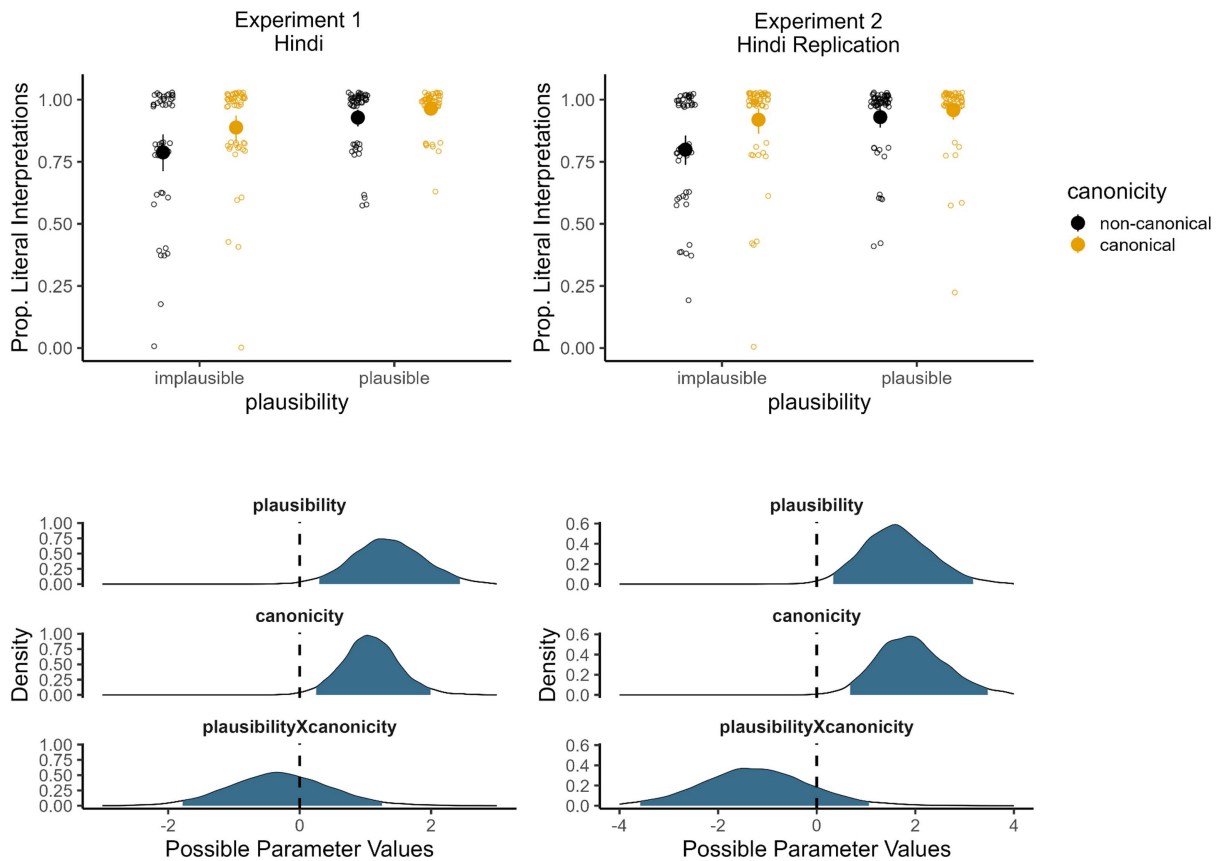 Experiment 1
Hindi
Prop. Literal Interpretations
1.00
0.75
0.50
0.25
0.00
implausible
plausible
plausibility
Experiment 2
Hindi Replication
Prop. Literal Interpretations
1.00
0.75
0.50
0.25
0.00
implausible
plausible
plausibility
canonicity
non-canonical
canonical
Density
plausibility
1.00
0.75
0.50
0.25
0.00
canonicity
1.00
0.75
0.50
0.25
0.00
plausibilityXcanonicity
1.00
0.75
0.50
0.25
0.00
-2 0 2
Possible Parameter Values
Density
plausibility
0.6
0.4
0.2
0.0
canonicity
0.6
0.4
0.2
0.0
plausibilityXcanonicity
0.6
0.4
0.2
0.0
-4 -2 0 2 4
Possible Parameter Values